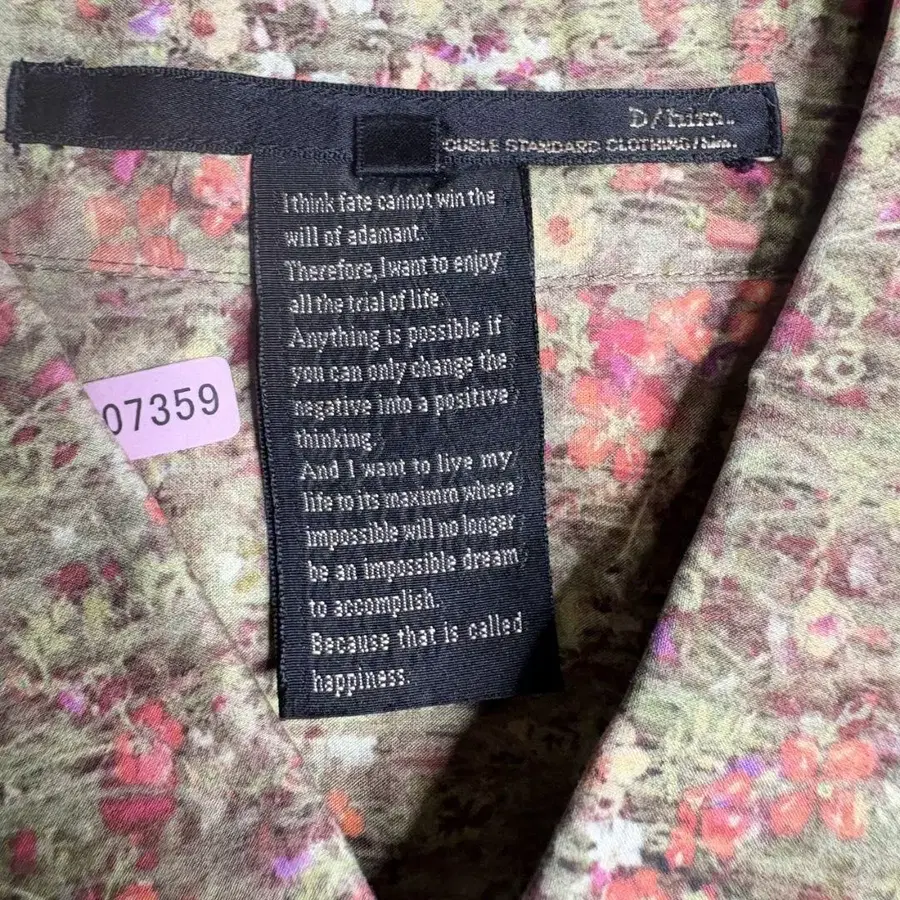 D/him.
OUBLE STANDARD CLOTHING/him.
I think fate cannot win the
will of adamant.
Therefore, I want to enjoy
all the trial of life.
Anything is possible if
you can only change the
negative into a positive
thinking.
And I want to live my
life to its maximm where
impossible will no longer
be an impossible dream
to accomplish.
Because that is called
happiness.
07359